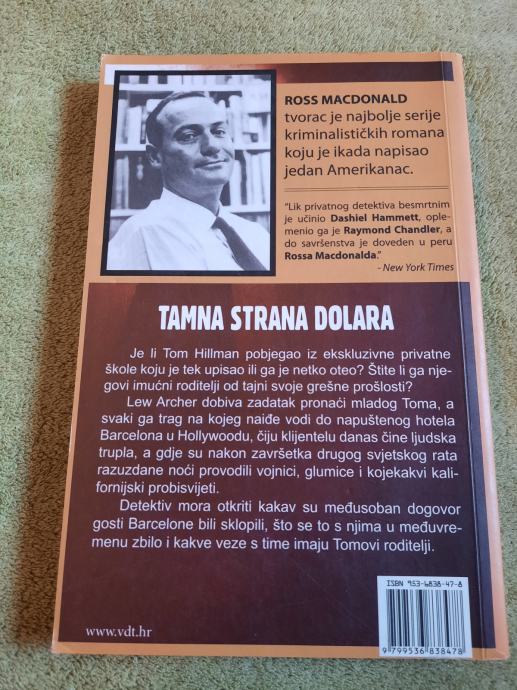 ROSS MACDONALD
tvorac je najbolje serije
kriminalističkih romana
koju je ikada napisao
jedan Amerikanac.
"Lik privatnog detektiva besmrtnim
je učinio Dashiel Hammett, ople-
menio ga je Raymond Chandler, a
do savršenstva je doveden u peru
Rossa Macdonalda."
- New York Times
TAMNA STRANA DOLARA
Je li Tom Hillman pobjegao iz ekskluzivne privatne
škole koju je tek upisao ili ga je netko oteo? Štite li ga nje-
govi imućni roditelji od tajni svoje grešne prošlosti?
Lew Archer dobiva zadatak pronaći mladog Toma, a
svaki ga trag na kojeg naiđe vodi do napuštenog hotela
Barcelona u Hollywoodu, čiju klijentelu danas čine ljudska
trupla, a gdje su nakon završetka drugog svjetskog rata
razuzdane noći provodili vojnici, glumice i kojekakvi kali-
fornijski probisvijeti.
Detektiv mora otkriti kakav su međusoban dogovor
gosti Barcelone bili sklopili, što se to s njima u međuvre-
menu zbilo i kakve veze s time imaju Tomovi roditelji.
ISBN 953-6838-47-8
9 799536 838478
www.vdt.hr